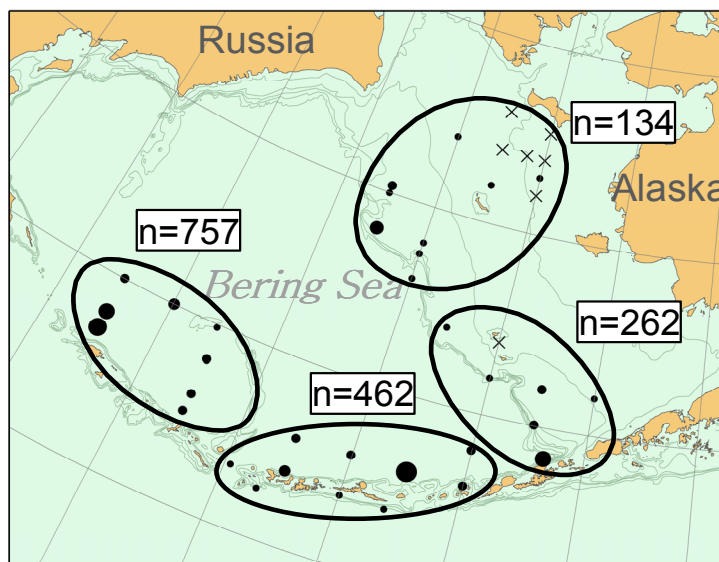 Russia
n=134
Alaska
n=757
Bering Sea
n=262
n=462